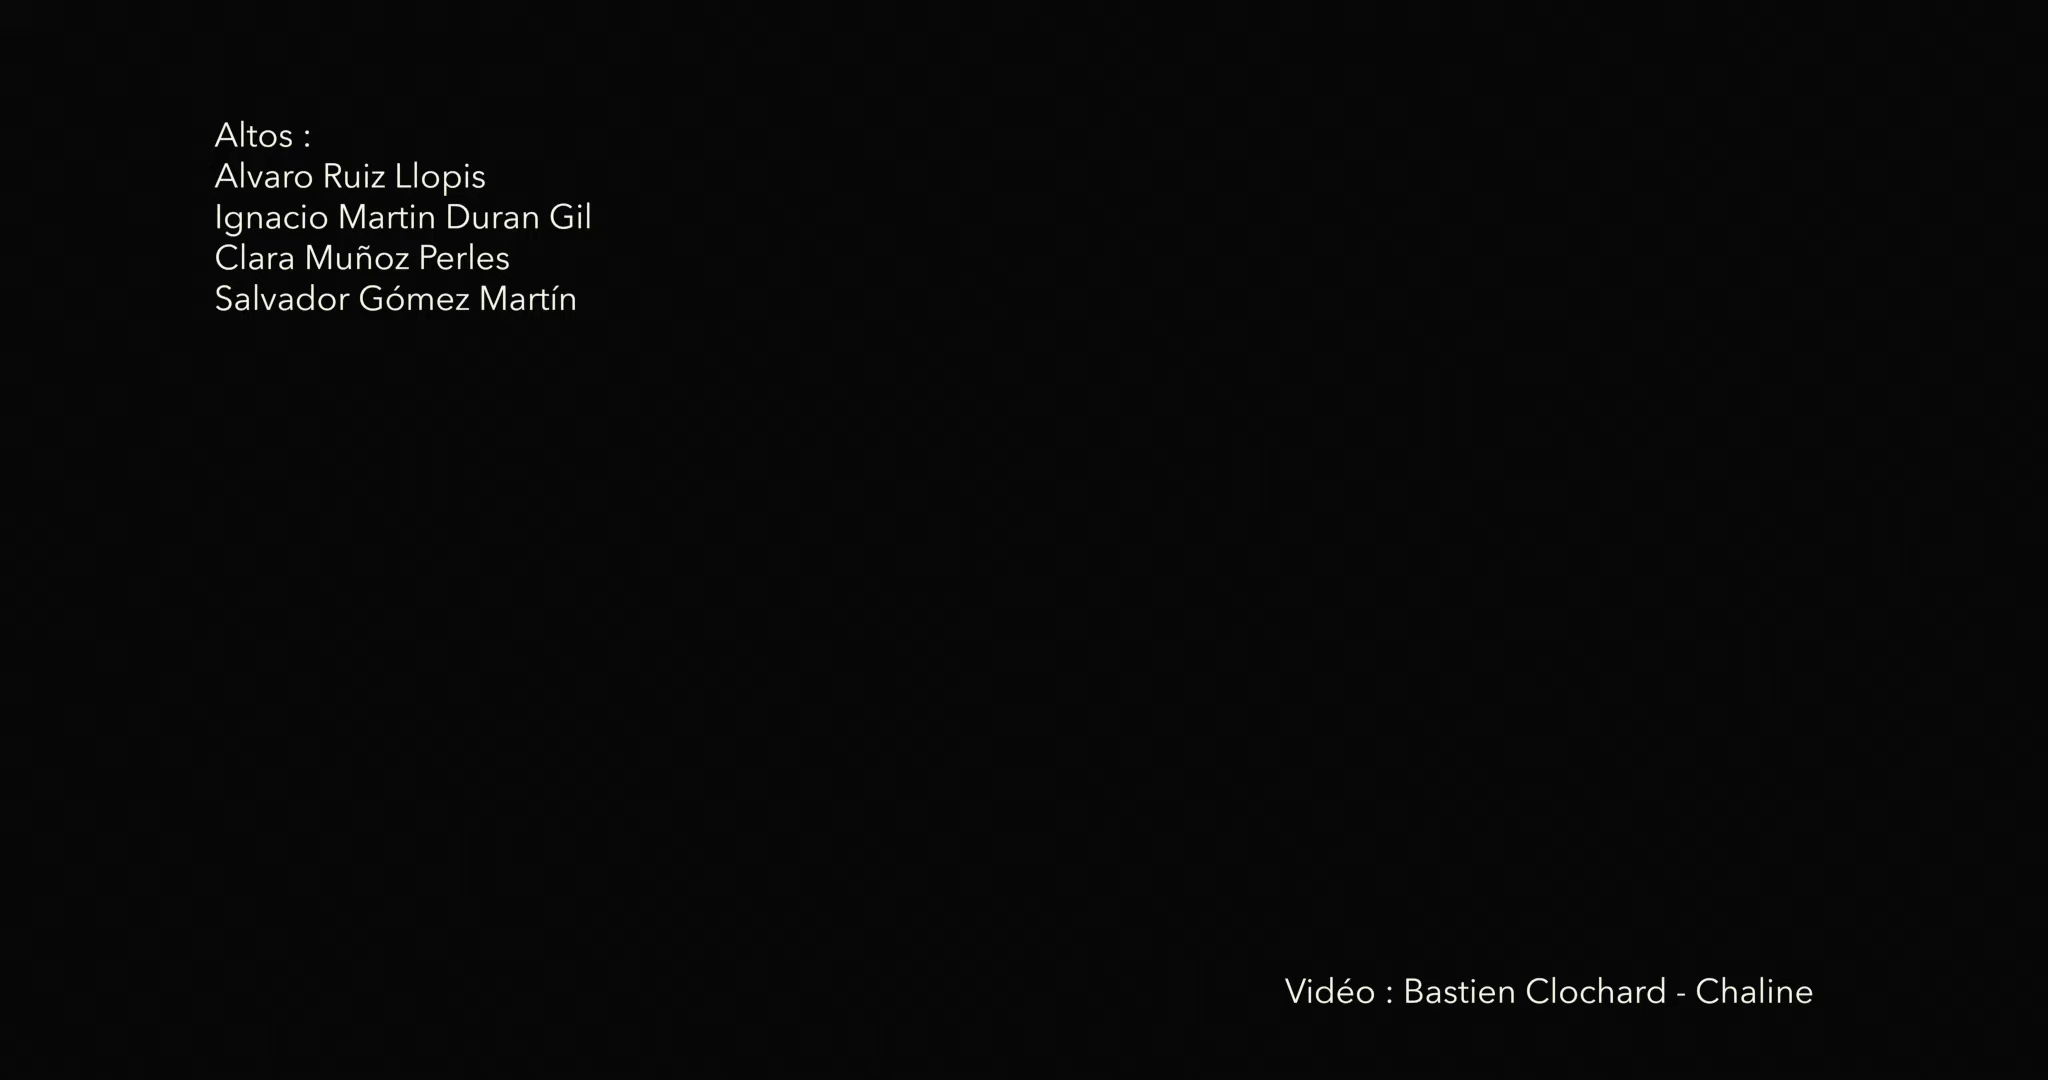 Altos :
Alvaro Ruiz Llopis
Ignacio Martin Duran Gil
Clara Muñoz Perles
Salvador Gómez Martín
Vidéo : Bastien Clochard - Chaline